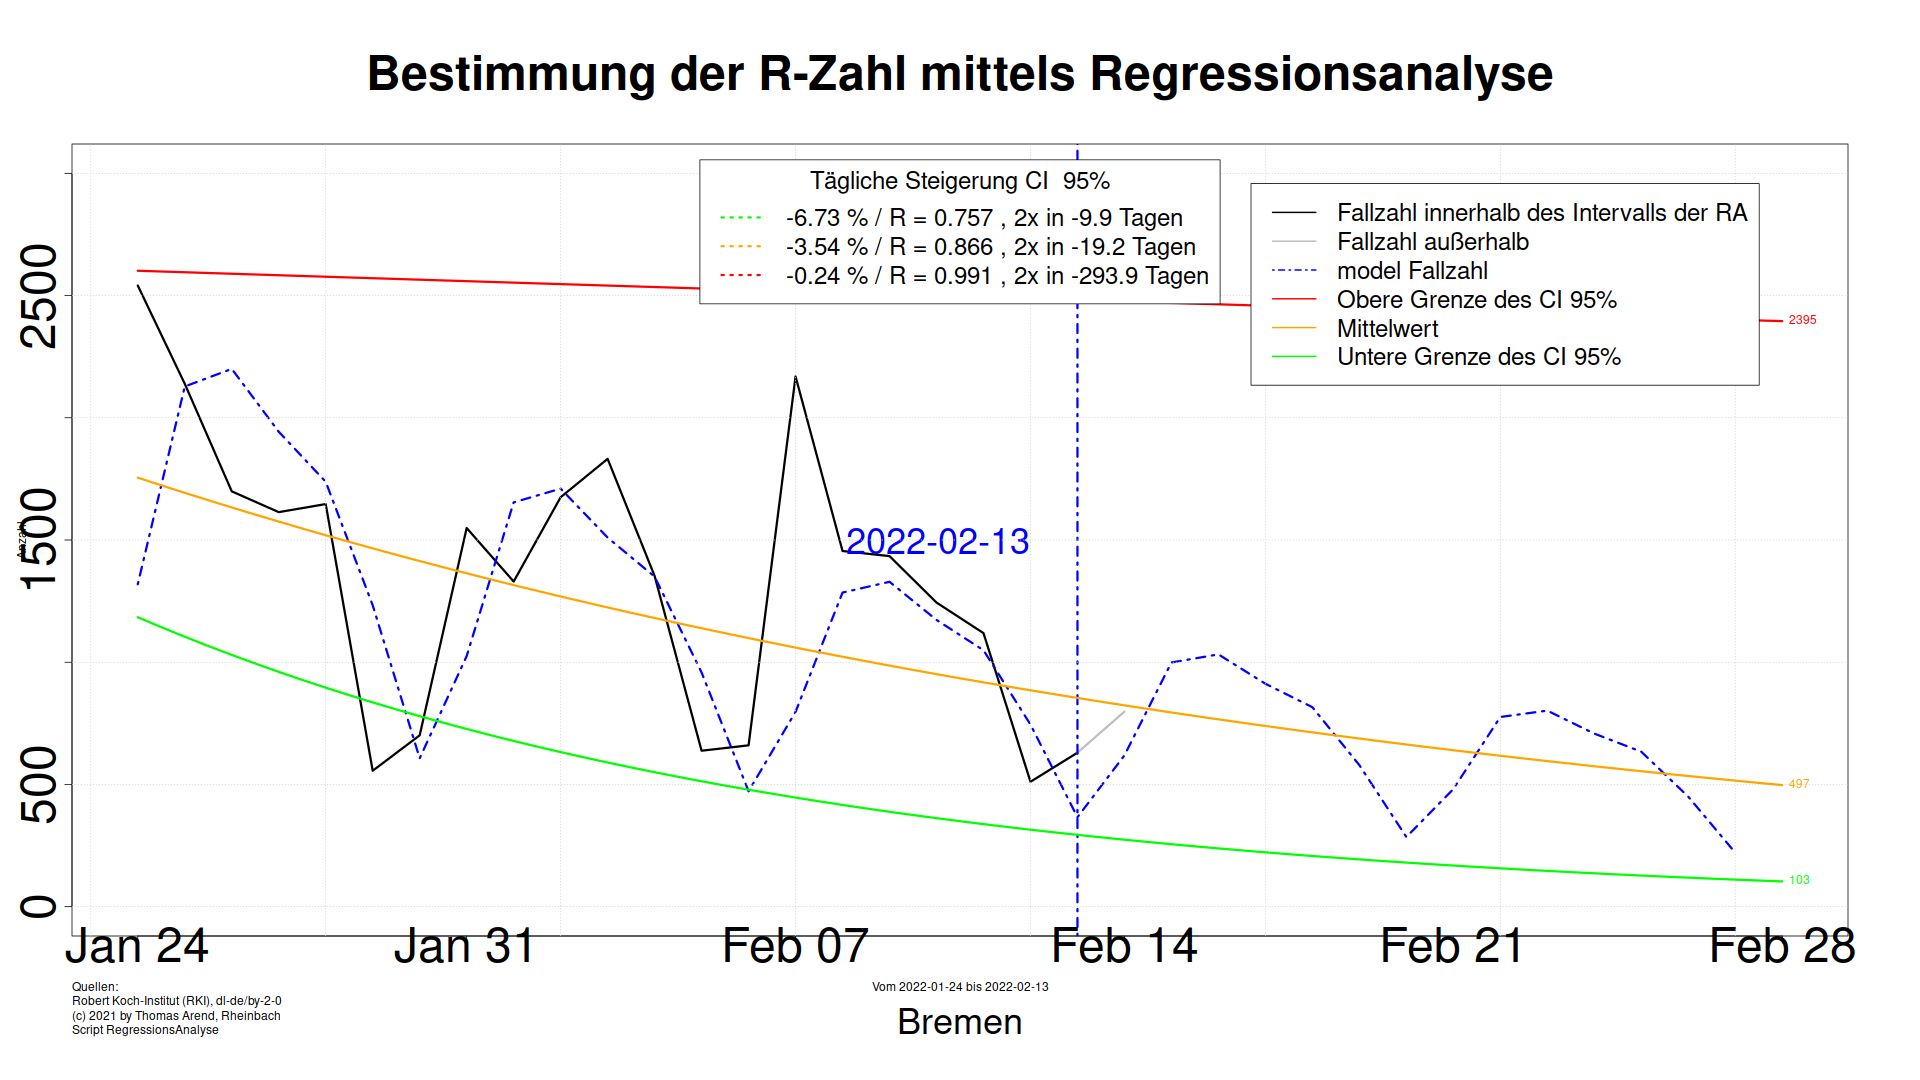 Bestimmung der R-Zahl mittels Regressionsanalyse
Tägliche Steigerung CI  95%
-6.73 % / R = 0.757 , 2x in -9.9 Tagen
-3.54 % / R = 0.866 , 2x in -19.2 Tagen
-0.24 % / R = 0.991 , 2x in -293.9 Tagen
Fallzahl innerhalb des Intervalls der RA
Fallzahl außerhalb
model Fallzahl
Obere Grenze des CI 95%
Mittelwert
Untere Grenze des CI 95%
2500
1500
500
0
Anzahl
2022-02-13
2395
497
103
Jan 24
Jan 31
Feb 07
Feb 14
Feb 21
Feb 28
Quellen:
Robert Koch-Institut (RKI), dl-de/by-2-0
(c) 2021 by Thomas Arend, Rheinbach
Script RegressionsAnalyse
Vom 2022-01-24 bis 2022-02-13
Bremen